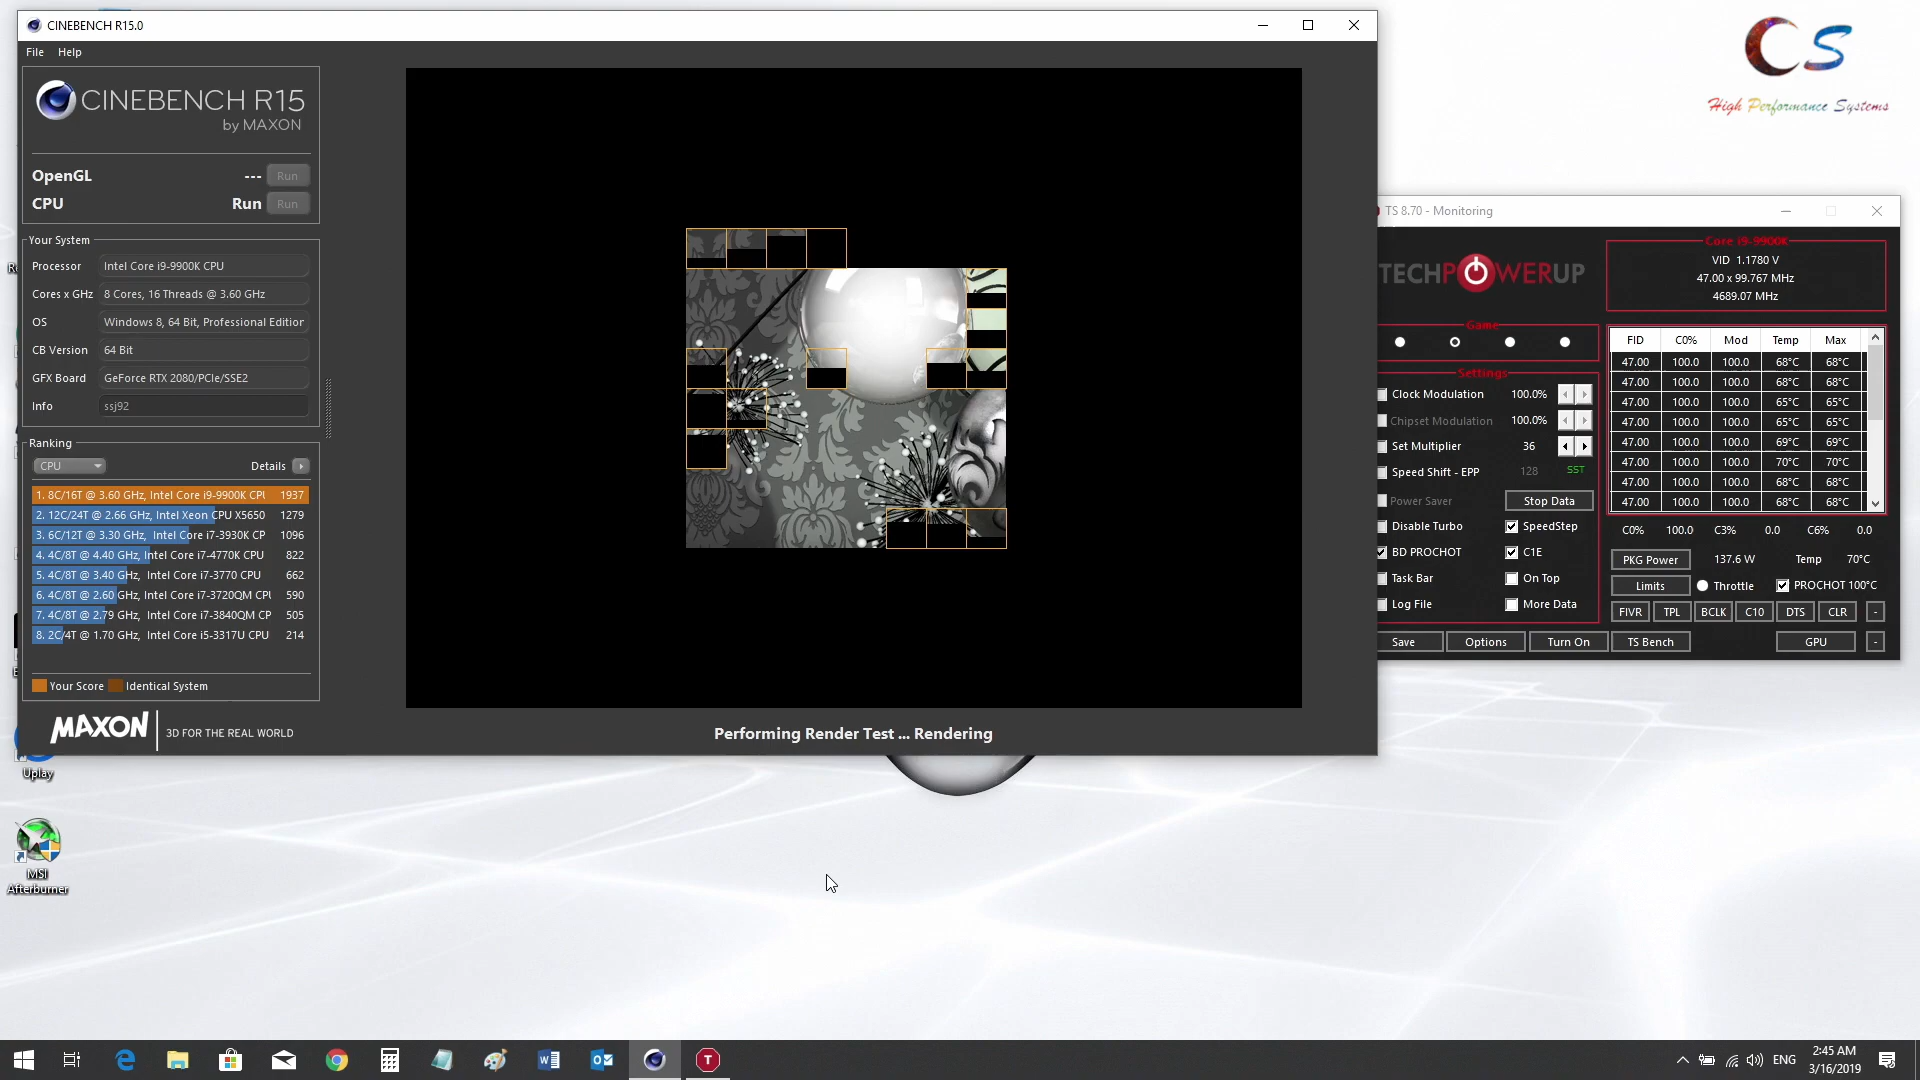 CINEBENCH R15.0
File Help
CINEBENCH R15
by MAXON
OpenGL --- Run
CPU Run Run
Your System
Processor Intel Core i9-9900K CPU
Cores x GHz 8 Cores, 16 Threads @ 3.60 GHz
OS Windows 8, 64 Bit, Professional Edition
CB Version 64 Bit
GFX Board GeForce RTX 2080/PCIe/SSE2
Info ssj92
Ranking
CPU Details
1. 8C/16T @ 3.60 GHz, Intel Core i9-9900K CPU 1937
2. 12C/24T @ 2.66 GHz, Intel Xeon CPU X5650 1279
3. 6C/12T @ 3.30 GHz, Intel Core i7-3930K CP 1096
4. 4C/8T @ 4.40 GHz, Intel Core i7-4770K CPU 822
5. 4C/8T @ 3.40 GHz, Intel Core i7-3770 CPU 662
6. 4C/8T @ 2.60 GHz, Intel Core i7-3720QM CPU 590
7. 4C/8T @ 2.79 GHz, Intel Core i7-3840QM CP 505
8. 2C/4T @ 1.70 GHz, Intel Core i5-3317U CPU 214
Your Score Identical System
MAXON 3D FOR THE REAL WORLD
Performing Render Test ... Rendering
CS
High Performance Systems
TS 8.70 - Monitoring
TECHPOWERUP
Core i9-9900K
VID 1.1780 V
47.00 x 99.767 MHz
4689.07 MHz
Game
Settings
Clock Modulation 100.0%
Chipset Modulation 100.0%
Set Multiplier 36
Speed Shift - EPP 128 SST
Power Saver Stop Data
Disable Turbo SpeedStep
BD PROCHOT C1E
Task Bar On Top
Log File More Data
Save Options Turn On TS Bench GPU -
FID C0% Mod Temp Max
47.00 100.0 100.0 68°C 68°C
47.00 100.0 100.0 68°C 68°C
47.00 100.0 100.0 65°C 65°C
47.00 100.0 100.0 65°C 65°C
47.00 100.0 100.0 69°C 69°C
47.00 100.0 100.0 70°C 70°C
47.00 100.0 100.0 68°C 68°C
47.00 100.0 100.0 68°C 68°C
C0% 100.0 C3% 0.0 C6% 0.0
PKG Power 137.6 W Temp 70°C
Limits Throttle PROCHOT 100°C
FIVR TPL BCLK C10 DTS CLR -
Uplay
MSI
Afterburner
ENG
2:45 AM
3/16/2019